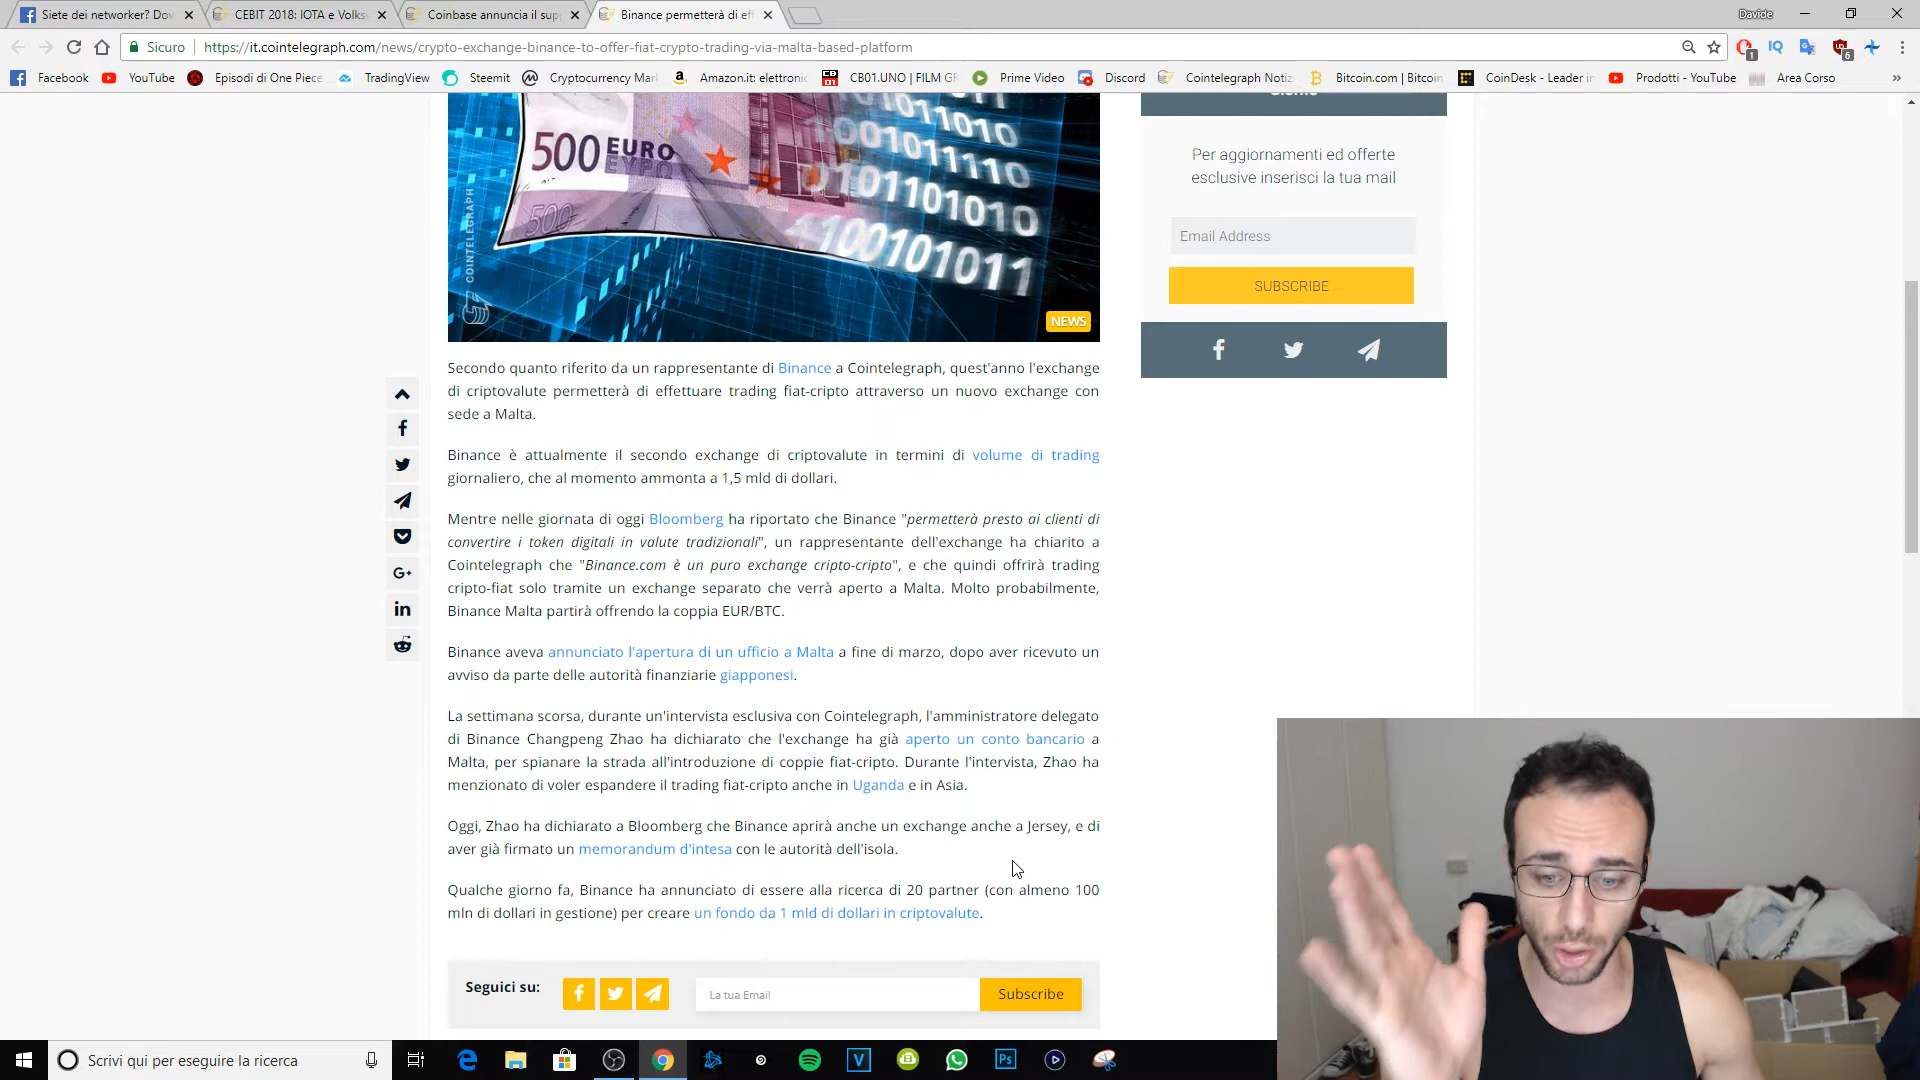 Siete dei networker? Dov
CEBIT 2018: IOTA e Volksv
Coinbase annuncia il sup
Binance permetterà di ef
Davide
Sicuro
https://it.cointelegraph.com/news/crypto-exchange-binance-to-offer-fiat-crypto-trading-via-malta-based-platform
Facebook
YouTube
Episodi di One Piece
TradingView
Steemit
Cryptocurrency Mark
Amazon.it: elettronic
CB01.UNO | FILM GR
Prime Video
Discord
Cointelegraph Notiz
Bitcoin.com | Bitcoin
CoinDesk - Leader in
Prodotti - YouTube
Area Corso
500 EURO
ΕΥΡΩ
500
COINTELEGRAPH
NEWS
Per aggiornamenti ed offerte
esclusive inserisci la tua mail
Email Address
SUBSCRIBE
Secondo quanto riferito da un rappresentante di Binance a Cointelegraph, quest'anno l'exchange
di criptovalute permetterà di effettuare trading fiat-cripto attraverso un nuovo exchange con
sede a Malta.
Binance è attualmente il secondo exchange di criptovalute in termini di volume di trading
giornaliero, che al momento ammonta a 1,5 mld di dollari.
Mentre nelle giornata di oggi Bloomberg ha riportato che Binance "permetterà presto ai clienti di
convertire i token digitali in valute tradizionali", un rappresentante dell'exchange ha chiarito a
Cointelegraph che "Binance.com è un puro exchange cripto-cripto", e che quindi offrirà trading
cripto-fiat solo tramite un exchange separato che verrà aperto a Malta. Molto probabilmente,
Binance Malta partirà offrendo la coppia EUR/BTC.
Binance aveva annunciato l'apertura di un ufficio a Malta a fine di marzo, dopo aver ricevuto un
avviso da parte delle autorità finanziarie giapponesi.
La settimana scorsa, durante un'intervista esclusiva con Cointelegraph, l'amministratore delegato
di Binance Changpeng Zhao ha dichiarato che l'exchange ha già aperto un conto bancario a
Malta, per spianare la strada all'introduzione di coppie fiat-cripto. Durante l'intervista, Zhao ha
menzionato di voler espandere il trading fiat-cripto anche in Uganda e in Asia.
Oggi, Zhao ha dichiarato a Bloomberg che Binance aprirà anche un exchange anche a Jersey, e di
aver già firmato un memorandum d'intesa con le autorità dell'isola.
Qualche giorno fa, Binance ha annunciato di essere alla ricerca di 20 partner (con almeno 100
mln di dollari in gestione) per creare un fondo da 1 mld di dollari in criptovalute.
Seguici su:
La tua Email
Subscribe
Scrivi qui per eseguire la ricerca